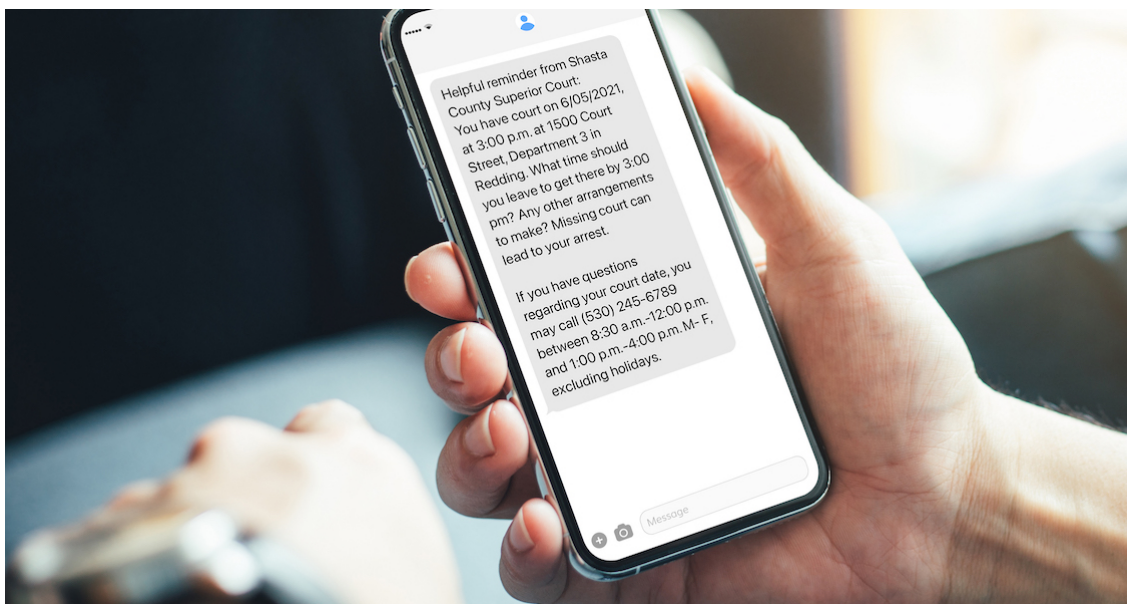 Helpful reminder from Shasta
County Superior Court:
You have court on 6/05/2021,
at 3:00 p.m. at 1500 Court
Street, Department 3 in
Redding. What time should
you leave to get there by 3:00
pm? Any other arrangements
to make? Missing court can
lead to your arrest.
If you have questions
regarding your court date, you
may call (530) 245-6789
between 8:30 a.m.-12:00 p.m.
and 1:00 p.m.-4:00 p.m. M- F,
excluding holidays.
Message